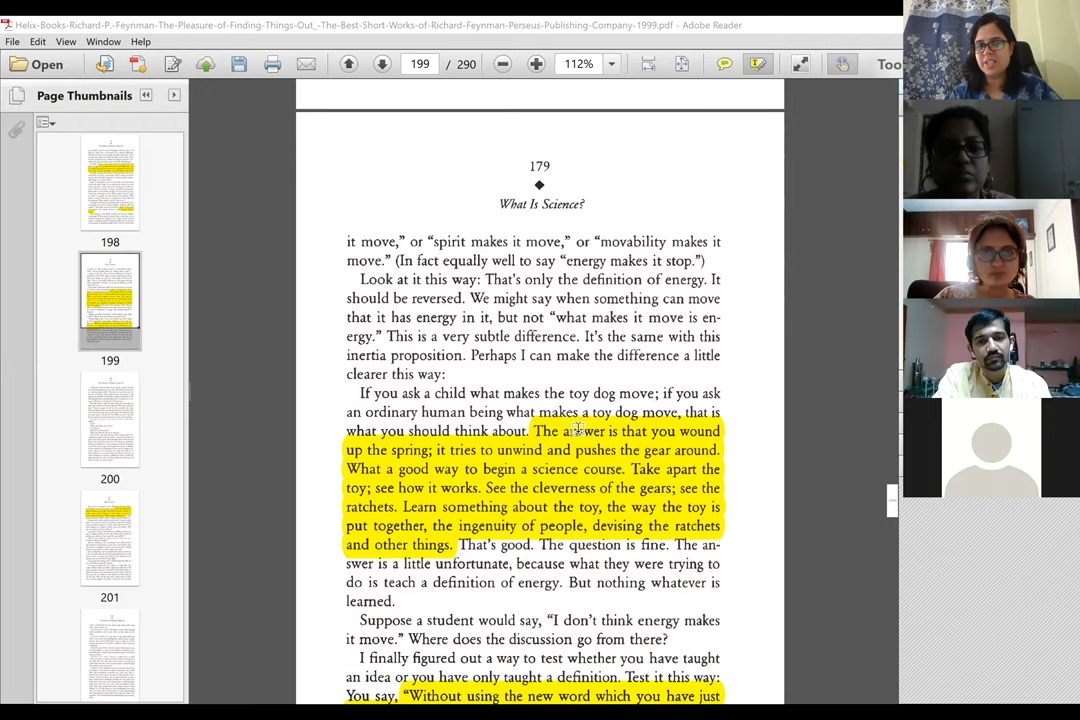 Helix-Books-Richard-P.-Feynman-The-Pleasure-of-Finding-Things-Out_-The-Best-Short-Works-of-Richard-Feynman-Perseus-Publishing-Company-1999.pdf - Adobe Reader
File Edit View Window Help
Open 199 / 290 112% Too
Page Thumbnails
198
199
200
201
179
What Is Science?
it move,” or “spirit makes it move,” or “movability makes it
move.” (In fact equally well to say “energy makes it stop.”)
Look at it this way: That’s only the definition of energy. It
should be reversed. We might say when something can move
that it has energy in it, but not “what makes it move is en-
ergy.” This is a very subtle difference. It’s the same with this
inertia proposition. Perhaps I can make the difference a little
clearer this way:
If you ask a child what makes the toy dog move; if you ask
an ordinary human being what makes a toy dog move, that is
what you should think about. The answer is that you wound
up the spring; it tries to unwind and pushes the gear around.
What a good way to begin a science course. Take apart the
toy; see how it works. See the cleverness of the gears; see the
ratchets. Learn something about the toy, the way the toy is
put together, the ingenuity of people, devising the ratchets
and other things. That’s good. The question is fine. The an-
swer is a little unfortunate, because what they were trying to
do is teach a definition of energy. But nothing whatever is
learned.
Suppose a student would say, “I don’t think energy makes
it move.” Where does the discussion go from there?
I finally figured out a way to test whether you have taught
an idea or you have only taught a definition. Test it this way:
You say, “Without using the new word which you have just